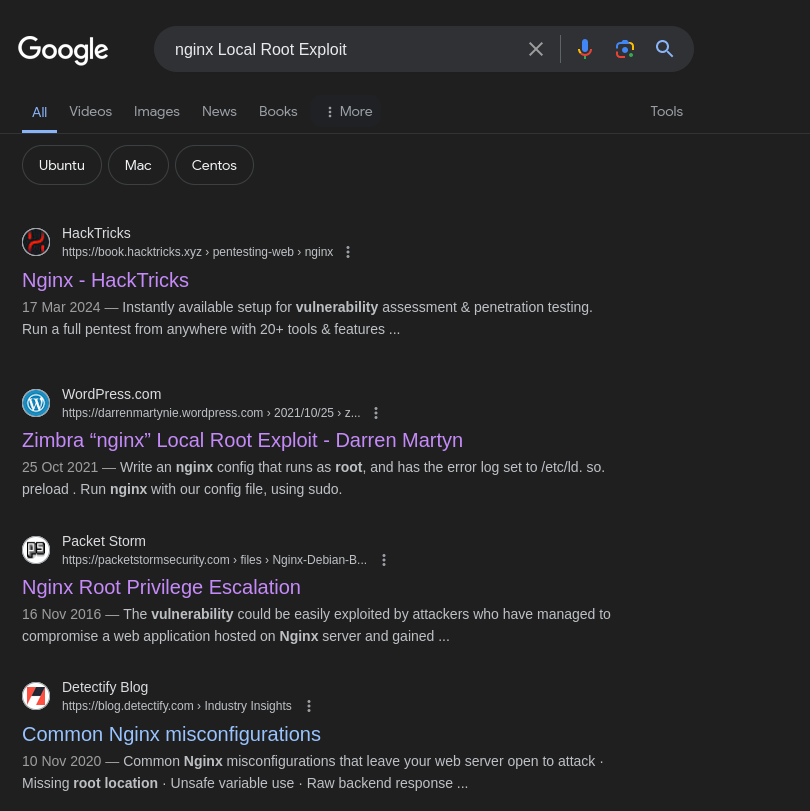 Google
nginx Local Root Exploit
All Videos Images News Books More Tools
Ubuntu Mac Centos
HackTricks
https://book.hacktricks.xyz › pentesting-web › nginx
Nginx - HackTricks
17 Mar 2024 — Instantly available setup for vulnerability assessment & penetration testing.
Run a full pentest from anywhere with 20+ tools & features ...
WordPress.com
https://darrenmartynie.wordpress.com › 2021/10/25 › z...
Zimbra “nginx” Local Root Exploit - Darren Martyn
25 Oct 2021 — Write an nginx config that runs as root, and has the error log set to /etc/ld. so.
preload . Run nginx with our config file, using sudo.
Packet Storm
https://packetstormsecurity.com › files › Nginx-Debian-B...
Nginx Root Privilege Escalation
16 Nov 2016 — The vulnerability could be easily exploited by attackers who have managed to
compromise a web application hosted on Nginx server and gained ...
Detectify Blog
https://blog.detectify.com › Industry Insights
Common Nginx misconfigurations
10 Nov 2020 — Common Nginx misconfigurations that leave your web server open to attack ·
Missing root location · Unsafe variable use · Raw backend response ...